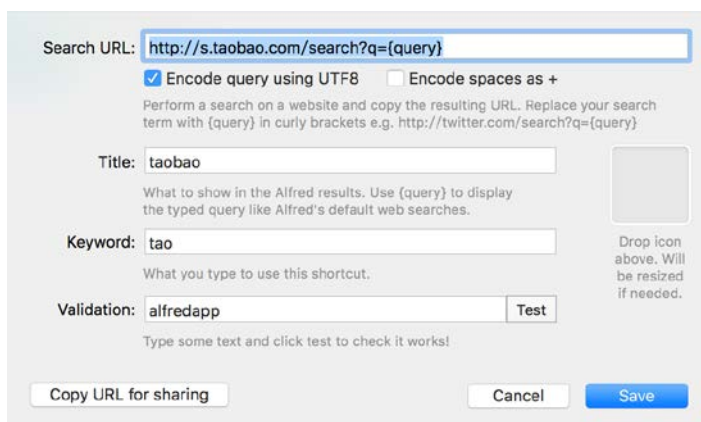 Search URL: http://s.taobao.com/search?q={query}
Encode query using UTF8 Encode spaces as +
Perform a search on a website and copy the resulting URL. Replace your search
term with {query} in curly brackets e.g. http://twitter.com/search?q={query}
Title: taobao
What to show in the Alfred results. Use {query} to display
the typed query like Alfred's default web searches.
Keyword: tao
What you type to use this shortcut.
Drop icon
above. Will
be resized
if needed.
Validation: alfredapp Test
Type some text and click test to check it works!
Copy URL for sharing Cancel Save